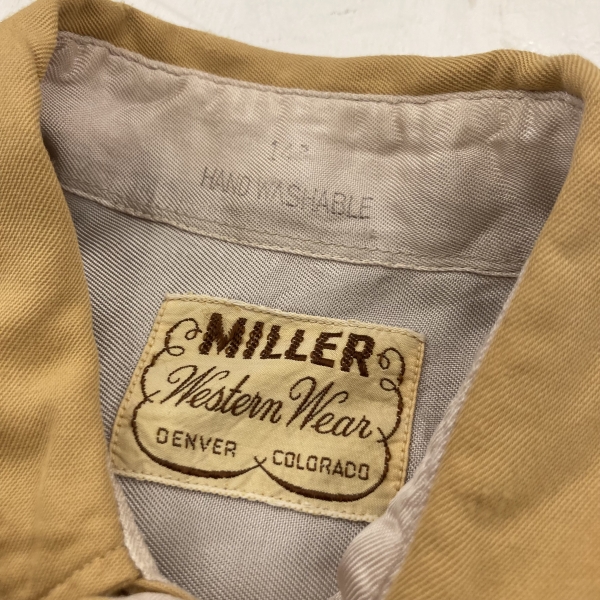 HAND WASHABLE
MILLER
Western Wear
DENVER COLORADO